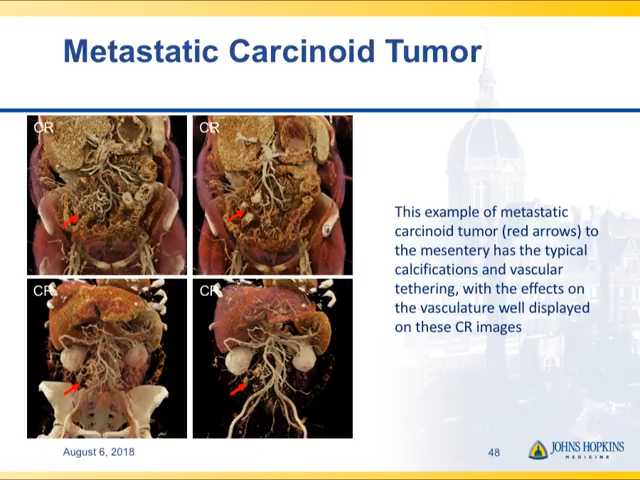 Metastatic Carcinoid Tumor
CR
CR
CR
CR
This example of metastatic
carcinoid tumor (red arrows) to
the mesentery has the typical
calcifications and vascular
tethering, with the effects on
the vasculature well displayed
on these CR images
August 6, 2018
48
JOHNS HOPKINS
MEDICINE